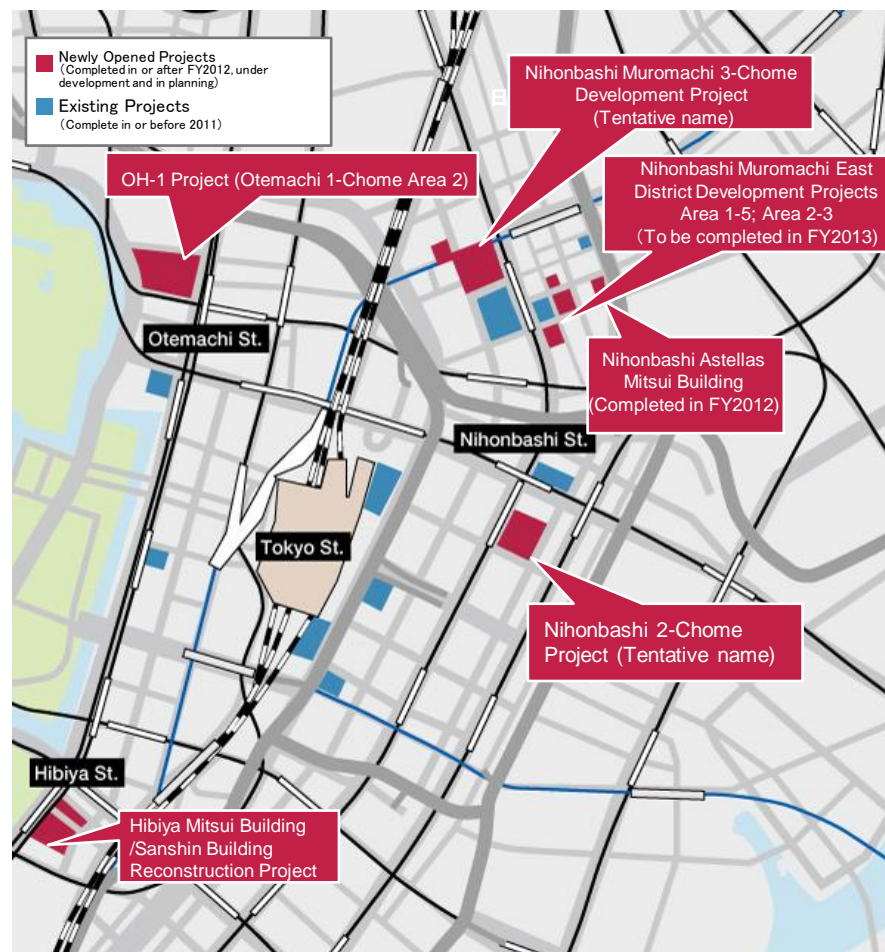 Newly Opened Projects
(Completed in or after FY2012, under
development and in planning)
Existing Projects
(Complete in or before 2011)
Nihonbashi Muromachi 3-Chome
Development Project
(Tentative name)
OH-1 Project (Otemachi 1-Chome Area 2)
Nihonbashi Muromachi East
District Development Projects
Area 1-5; Area 2-3
(To be completed in FY2013)
Otemachi St.
Nihonbashi Astellas
Mitsui Building
(Completed in FY2012)
Nihonbashi St.
Tokyo St.
Nihonbashi 2-Chome
Project (Tentative name)
Hibiya St.
Hibiya Mitsui Building
/Sanshin Building
Reconstruction Project